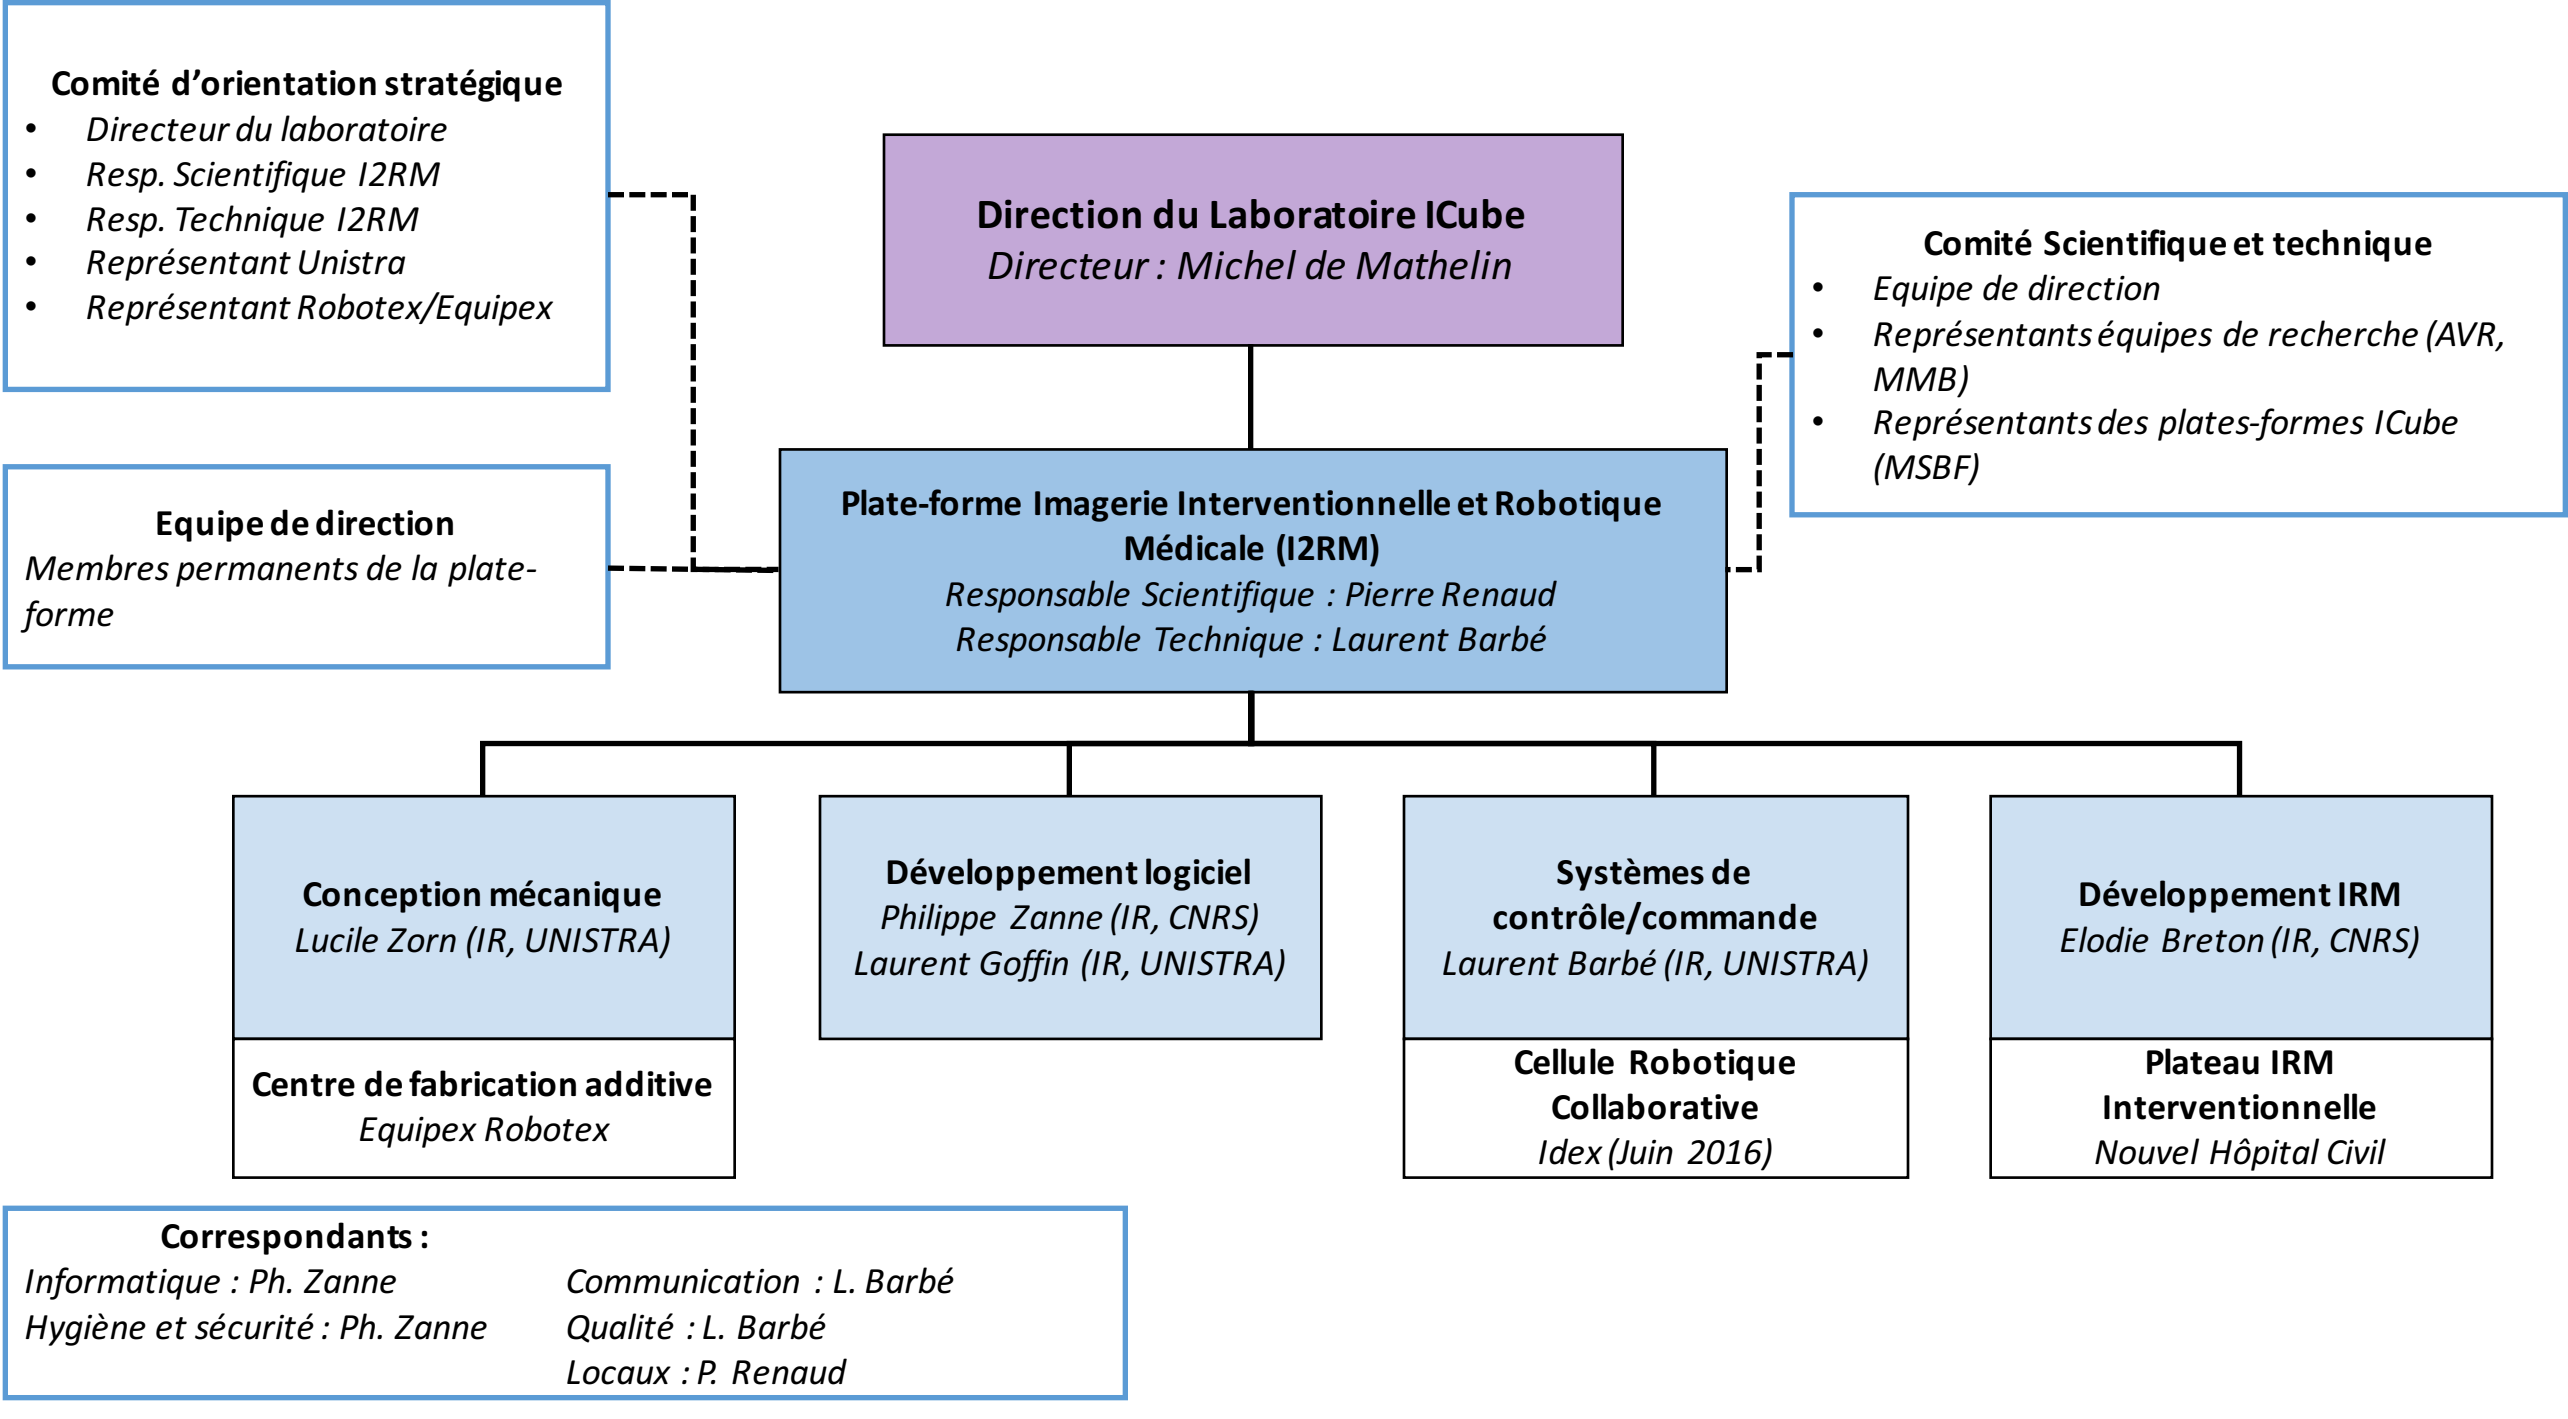 Comité d’orientation stratégique
• Directeur du laboratoire
• Resp. Scientifique I2RM
• Resp. Technique I2RM
• Représentant Unistra
• Représentant Robotex/Equipex
Direction du Laboratoire ICube
Directeur : Michel de Mathelin
Comité Scientifique et technique
• Equipe de direction
• Représentants équipes de recherche (AVR,
MMB)
• Représentants des plates-formes ICube
(MSBF)
Equipe de direction
Membres permanents de la plate-
forme
Plate-forme Imagerie Interventionnelle et Robotique
Médicale (I2RM)
Responsable Scientifique : Pierre Renaud
Responsable Technique : Laurent Barbé
Conception mécanique
Lucile Zorn (IR, UNISTRA)
Centre de fabrication additive
Equipex Robotex
Développement logiciel
Philippe Zanne (IR, CNRS)
Laurent Goffin (IR, UNISTRA)
Systèmes de
contrôle/commande
Laurent Barbé (IR, UNISTRA)
Cellule Robotique
Collaborative
Idex (Juin 2016)
Développement IRM
Elodie Breton (IR, CNRS)
Plateau IRM
Interventionnelle
Nouvel Hôpital Civil
Correspondants :
Informatique : Ph. Zanne
Hygiène et sécurité : Ph. Zanne
Communication : L. Barbé
Qualité : L. Barbé
Locaux : P. Renaud